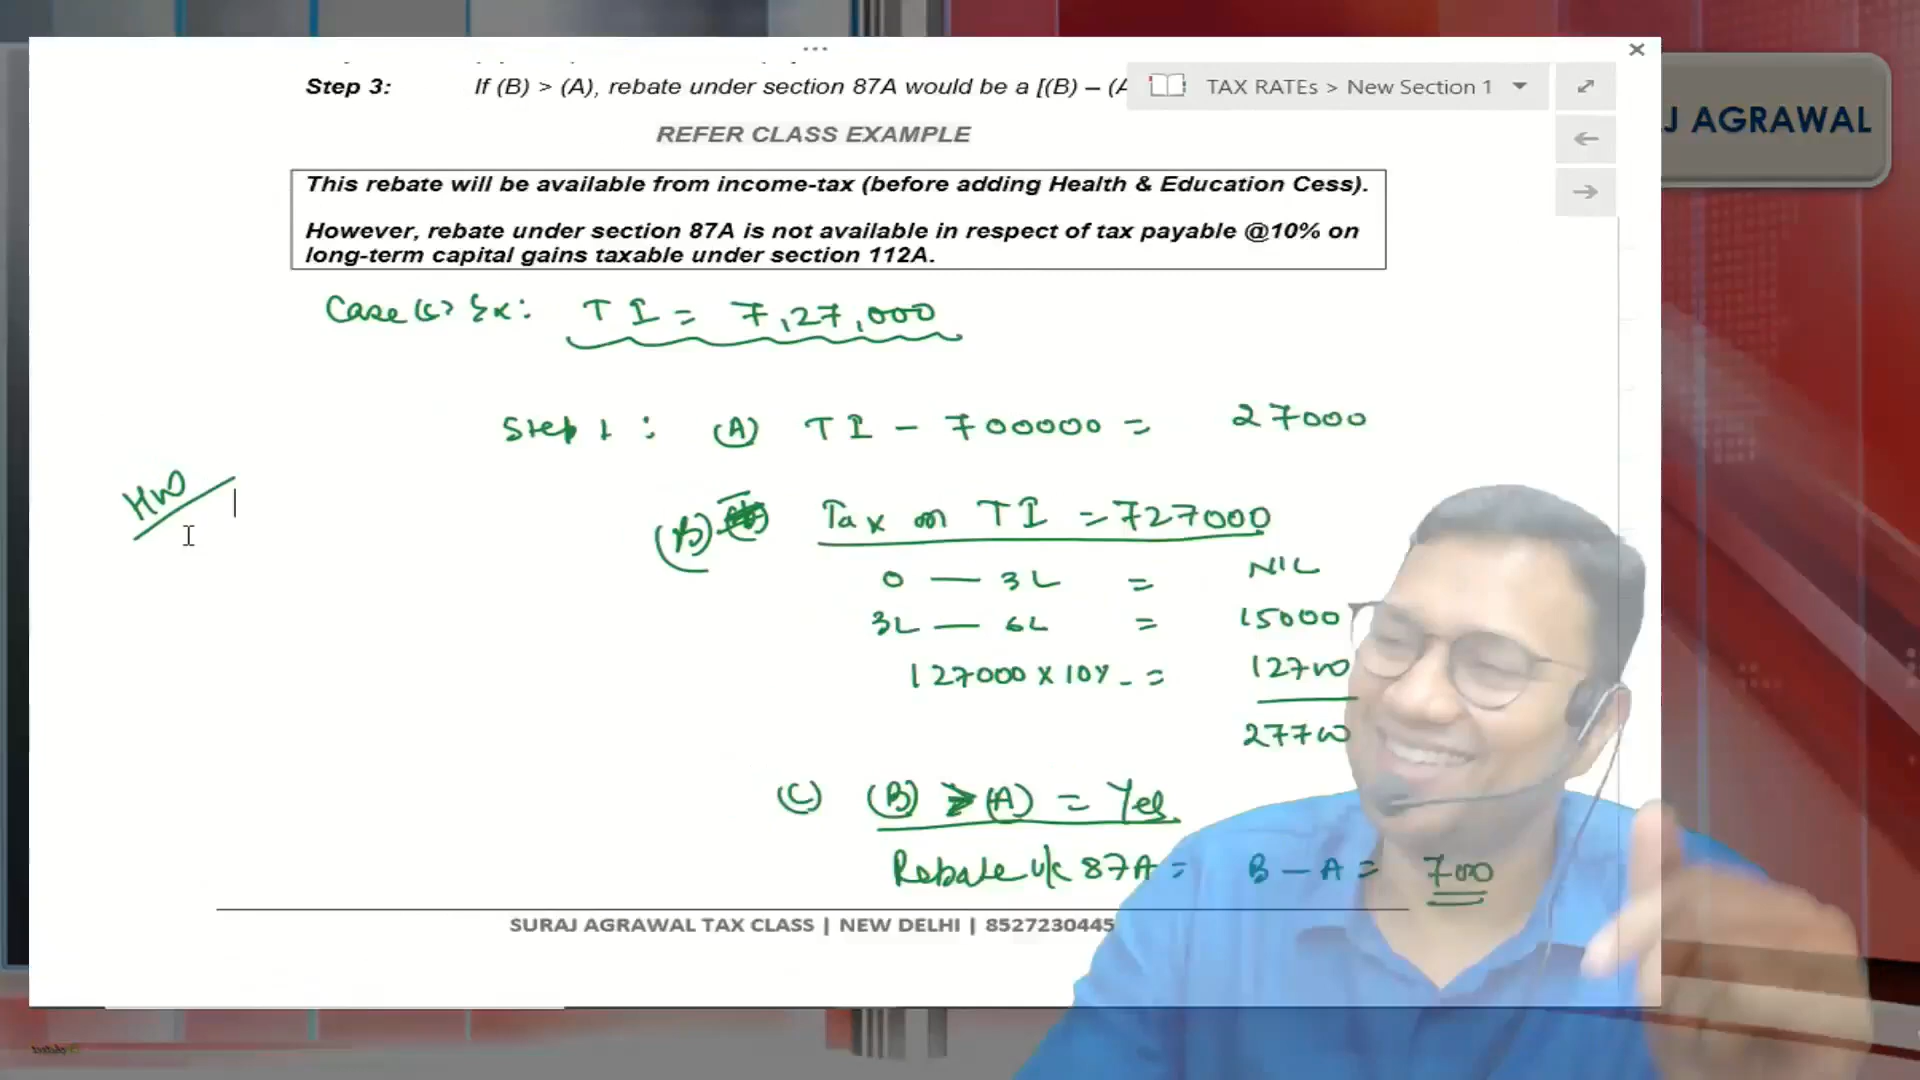 Step 3: If (B) > (A), rebate under section 87A would be a [(B) – (A
TAX RATEs > New Section 1
REFER CLASS EXAMPLE
J AGRAWAL
This rebate will be available from income-tax (before adding Health & Education Cess).
However, rebate under section 87A is not available in respect of tax payable @10% on
long-term capital gains taxable under section 112A.
Case (c) Ex: TI = 7,27,000
Step 1: (A) TI - 700000 = 27000
HW
(B) Tax on TI = 727000
0 — 3L = NIL
3L — 6L = 15000
127000 x 10% = 12700
27700
(C) (B) > (A) = Yes
Rebate u/s 87A = B - A = 700
SURAJ AGRAWAL TAX CLASS | NEW DELHI | 8527230445